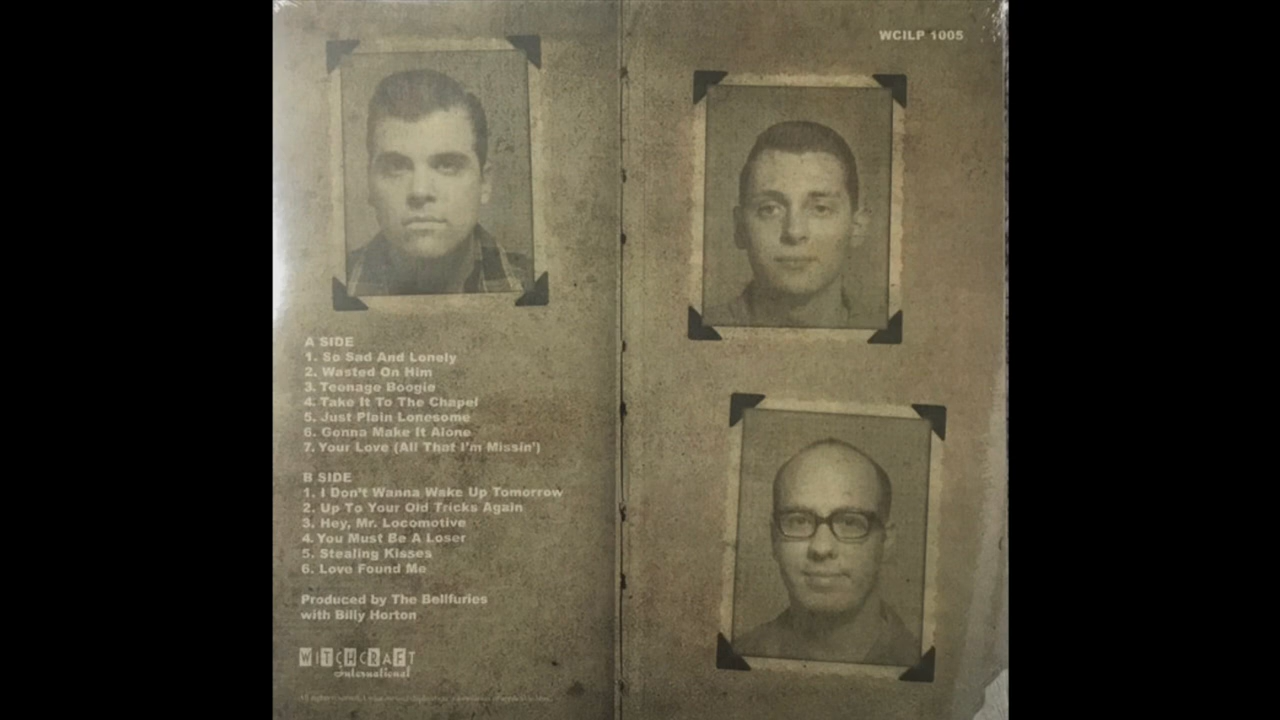 WCILP 1005
A SIDE
1. So Sad And Lonely
2. Wasted On Him
3. Teenage Boogie
4. Take It To The Chapel
5. Just Plain Lonesome
6. Gonna Make It Alone
7. Your Love (All That I'm Missin')
B SIDE
1. I Don't Wanna Wake Up Tomorrow
2. Up To Your Old Tricks Again
3. Hey, Mr. Locomotive
4. You Must Be A Loser
5. Stealing Kisses
6. Love Found Me
Produced by The Bellfuries
with Billy Horton
WITCHCRAFT
International